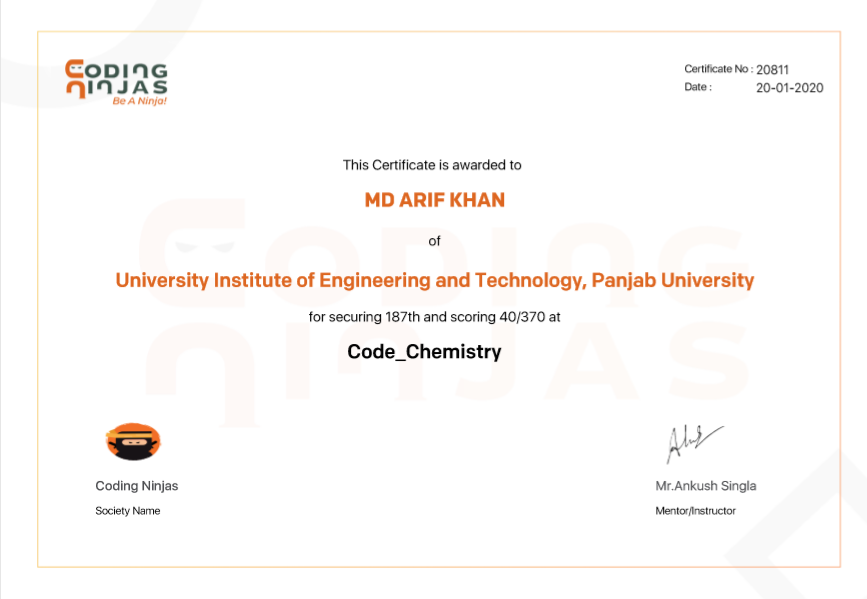 CODING
NINJAS
Be A Ninja!
Certificate No : 20811
Date : 20-01-2020
This Certificate is awarded to
MD ARIF KHAN
of
University Institute of Engineering and Technology, Panjab University
for securing 187th and scoring 40/370 at
Code_Chemistry
CODING
NINJAS
Coding Ninjas
Society Name
Mr.Ankush Singla
Mentor/Instructor